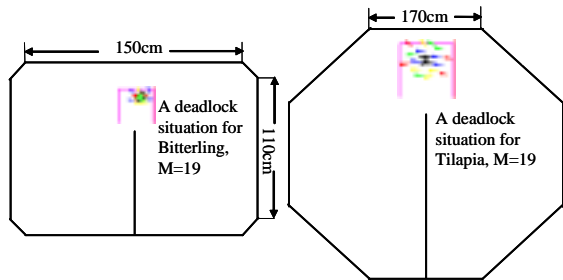 150cm
A deadlock
situation for
Bitterling,
M=19
110cm
170cm
A deadlock
situation for
Tilapia, M=19